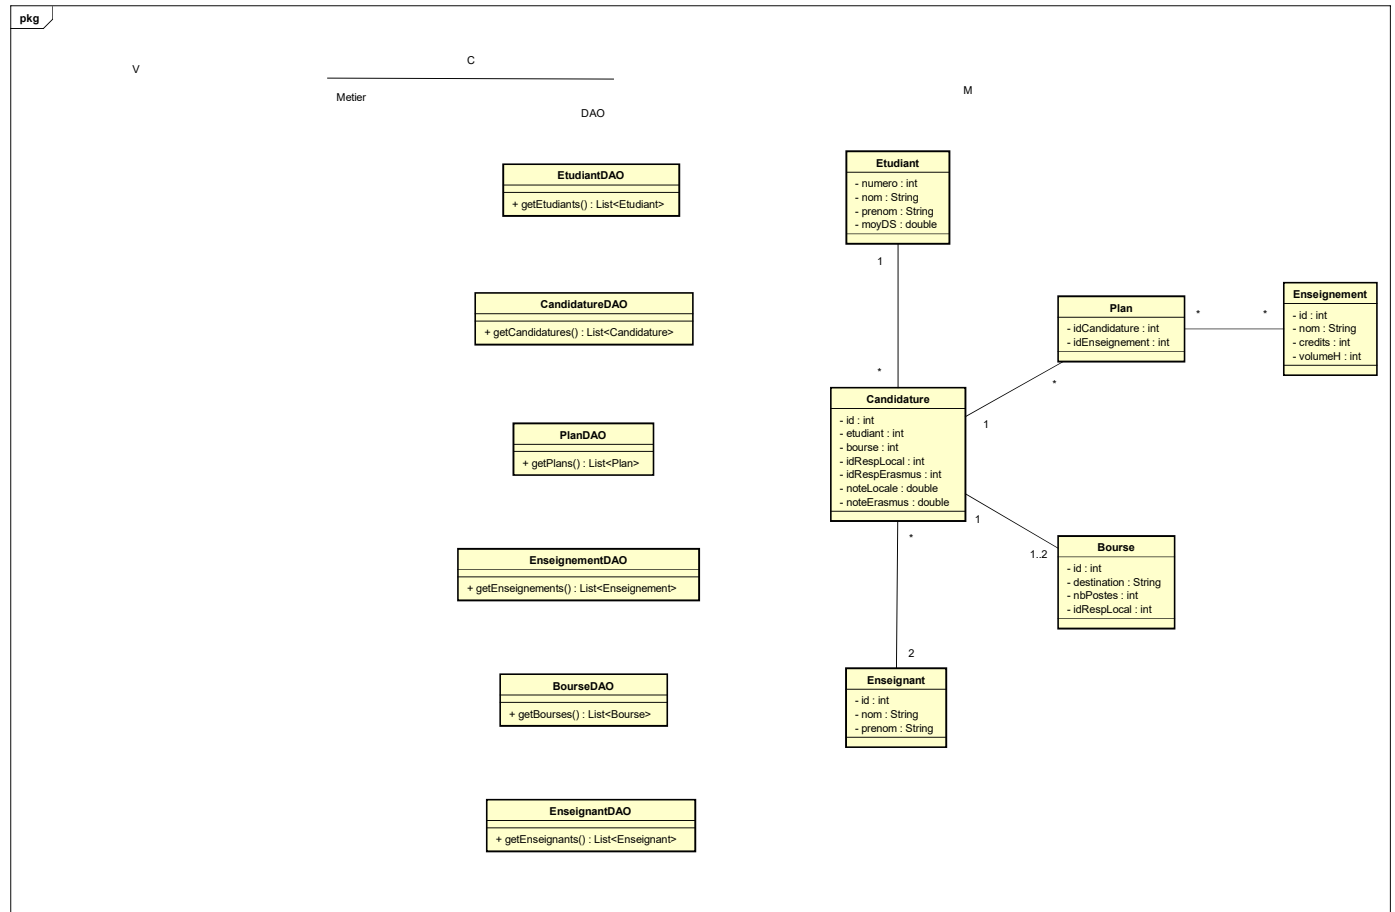 pkg
V
C
Metier
DAO
M
EtudiantDAO
+ getEtudiants() : List<Etudiant>
CandidatureDAO
+ getCandidatures() : List<Candidature>
PlanDAO
+ getPlans() : List<Plan>
EnseignementDAO
+ getEnseignements() : List<Enseignement>
BourseDAO
+ getBourses() : List<Bourse>
EnseignantDAO
+ getEnseignants() : List<Enseignant>
Etudiant
- numero : int
- nom : String
- prenom : String
- moyDS : double
1
*
Candidature
- id : int
- etudiant : int
- bourse : int
- idRespLocal : int
- idRespErasmus : int
- noteLocale : double
- noteErasmus : double
1
*
Plan
- idCandidature : int
- idEnseignement : int
*
*
Enseignement
- id : int
- nom : String
- credits : int
- volumeH : int
1
1..2
Bourse
- id : int
- destination : String
- nbPostes : int
- idRespLocal : int
*
2
Enseignant
- id : int
- nom : String
- prenom : String